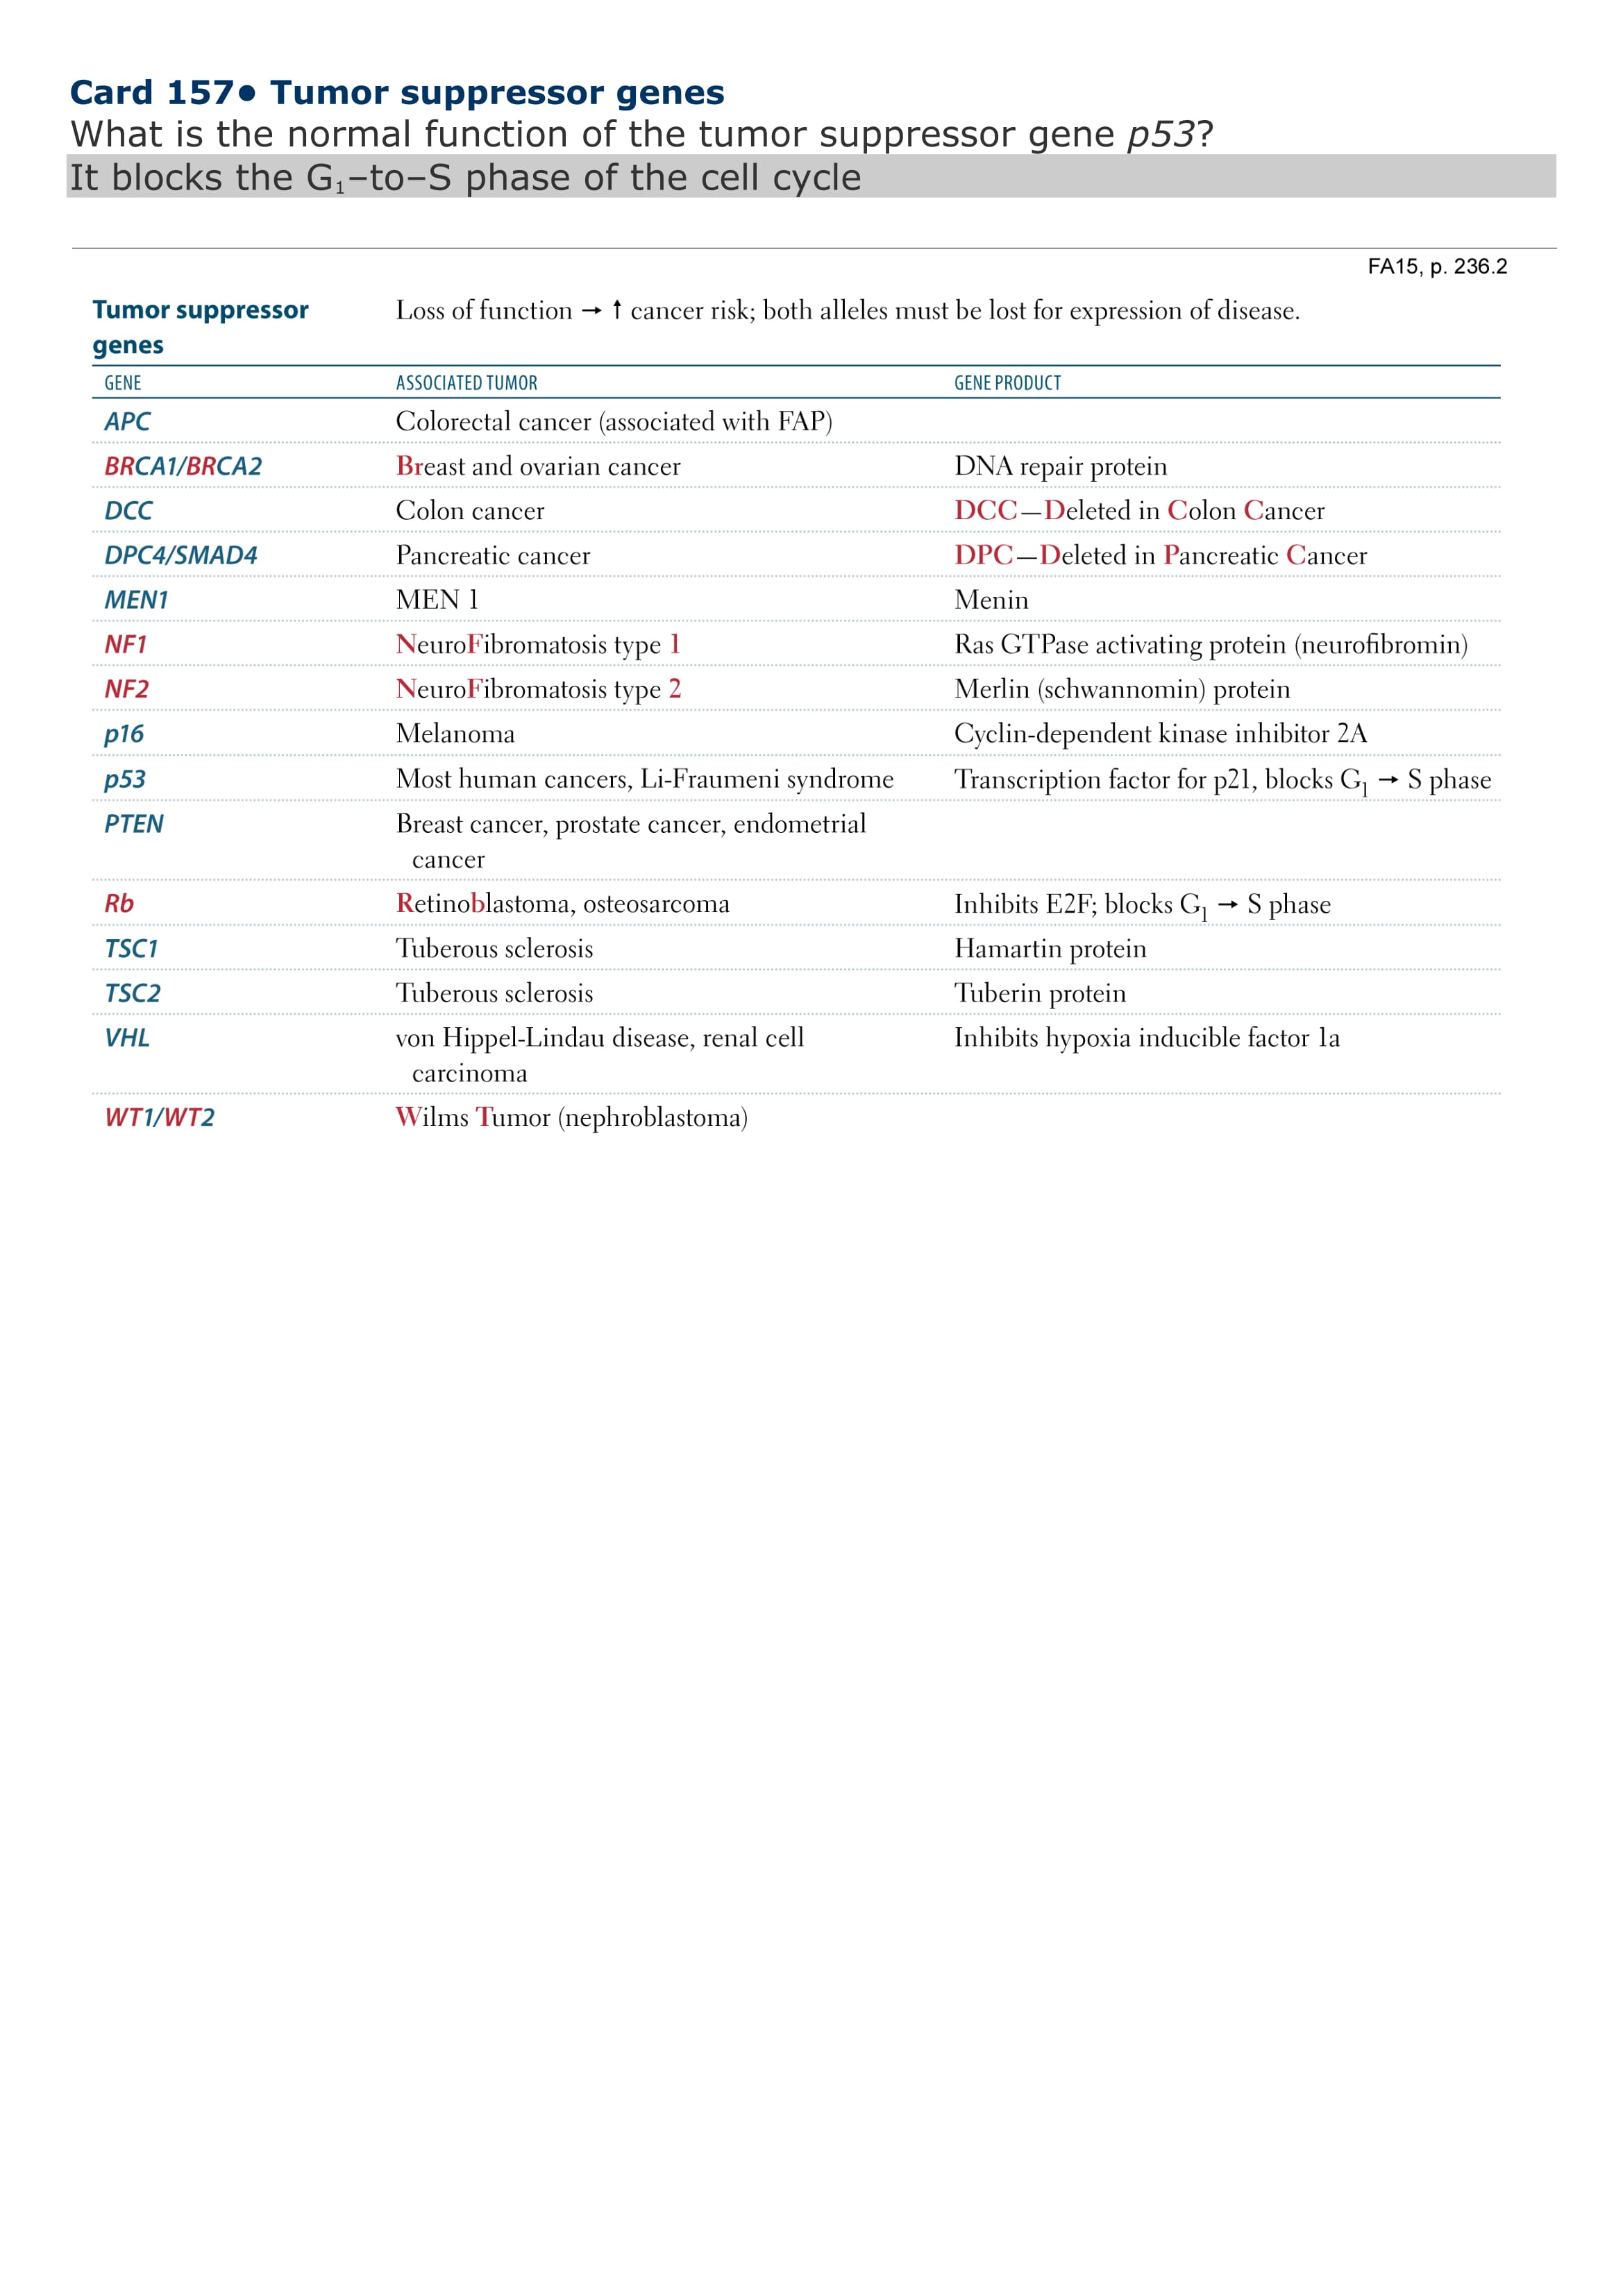 Card 157● Tumor suppressor genes
What is the normal function of the tumor suppressor gene p53?
It blocks the G₁–to–S phase of the cell cycle
FA15, p. 236.2
Tumor suppressor genes Loss of function → ↑ cancer risk; both alleles must be lost for expression of disease.
GENE ASSOCIATED TUMOR GENE PRODUCT
APC Colorectal cancer (associated with FAP)
BRCA1/BRCA2 Breast and ovarian cancer DNA repair protein
DCC Colon cancer DCC—Deleted in Colon Cancer
DPC4/SMAD4 Pancreatic cancer DPC—Deleted in Pancreatic Cancer
MEN1 MEN 1 Menin
NF1 NeuroFibromatosis type 1 Ras GTPase activating protein (neurofibromin)
NF2 NeuroFibromatosis type 2 Merlin (schwannomin) protein
p16 Melanoma Cyclin-dependent kinase inhibitor 2A
p53 Most human cancers, Li-Fraumeni syndrome Transcription factor for p21, blocks G₁ → S phase
PTEN Breast cancer, prostate cancer, endometrial
cancer
Rb Retinoblastoma, osteosarcoma Inhibits E2F; blocks G₁ → S phase
TSC1 Tuberous sclerosis Hamartin protein
TSC2 Tuberous sclerosis Tuberin protein
VHL von Hippel-Lindau disease, renal cell Inhibits hypoxia inducible factor 1a
carcinoma
WT1/WT2 Wilms Tumor (nephroblastoma)